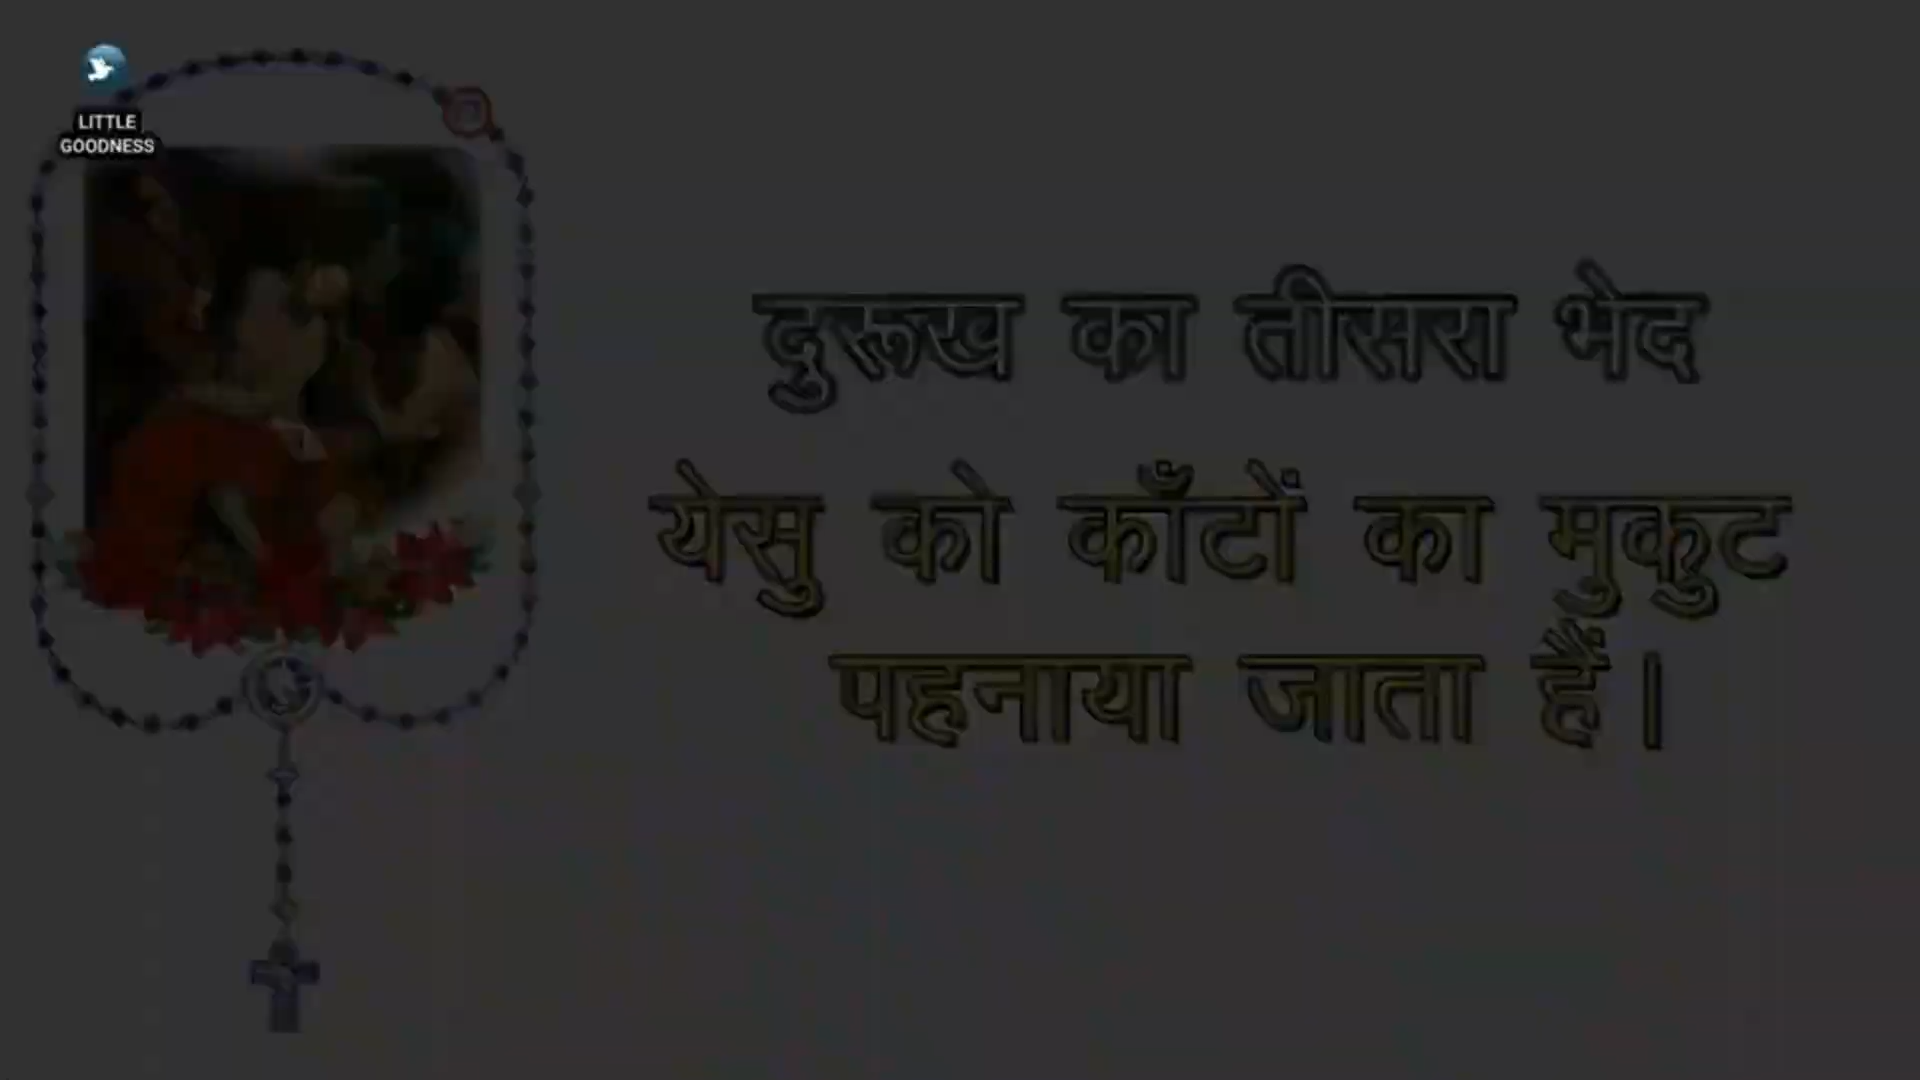 LITTLE
GOODNESS
दुरूख का तीसरा भेद
येसु को काँटों का मुकुट
पहनाया जाता हैं।